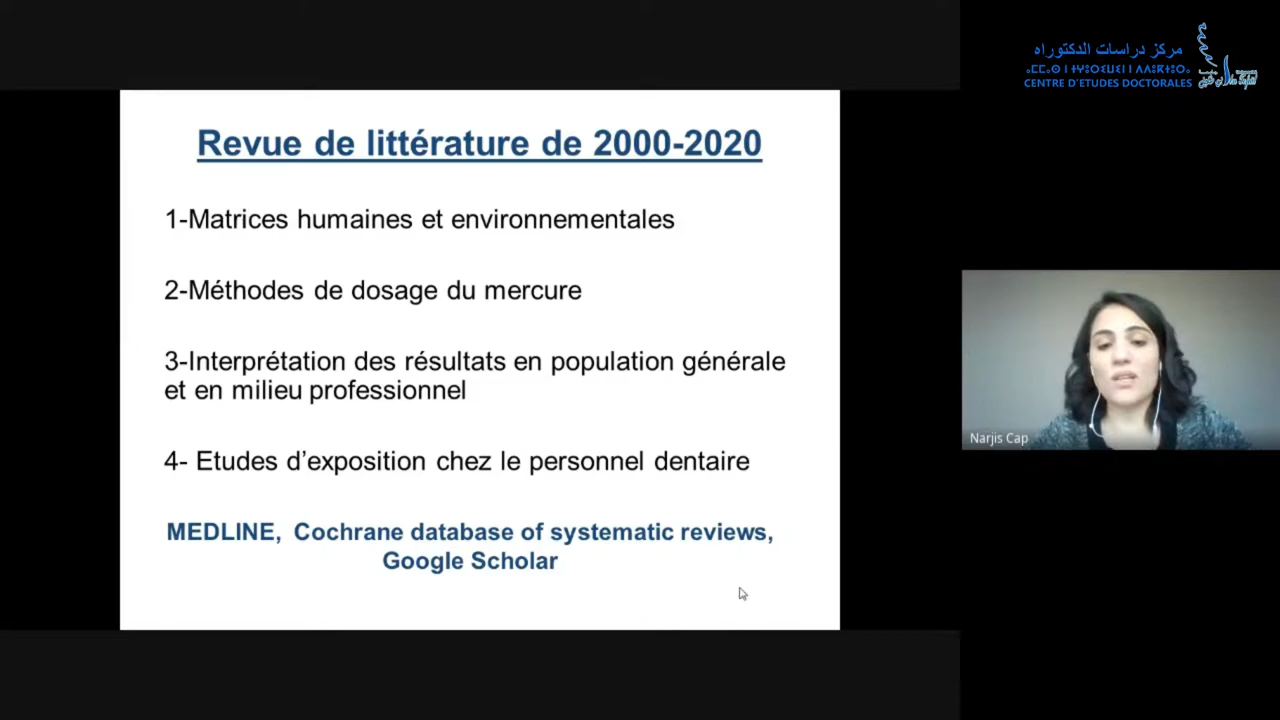 مركز دراسات الدكتوراه
CENTRE D'ETUDES DOCTORALES
Revue de littérature de 2000-2020
1-Matrices humaines et environnementales
2-Méthodes de dosage du mercure
3-Interprétation des résultats en population générale
et en milieu professionnel
4- Etudes d'exposition chez le personnel dentaire
MEDLINE, Cochrane database of systematic reviews,
Google Scholar
Narjis Cap